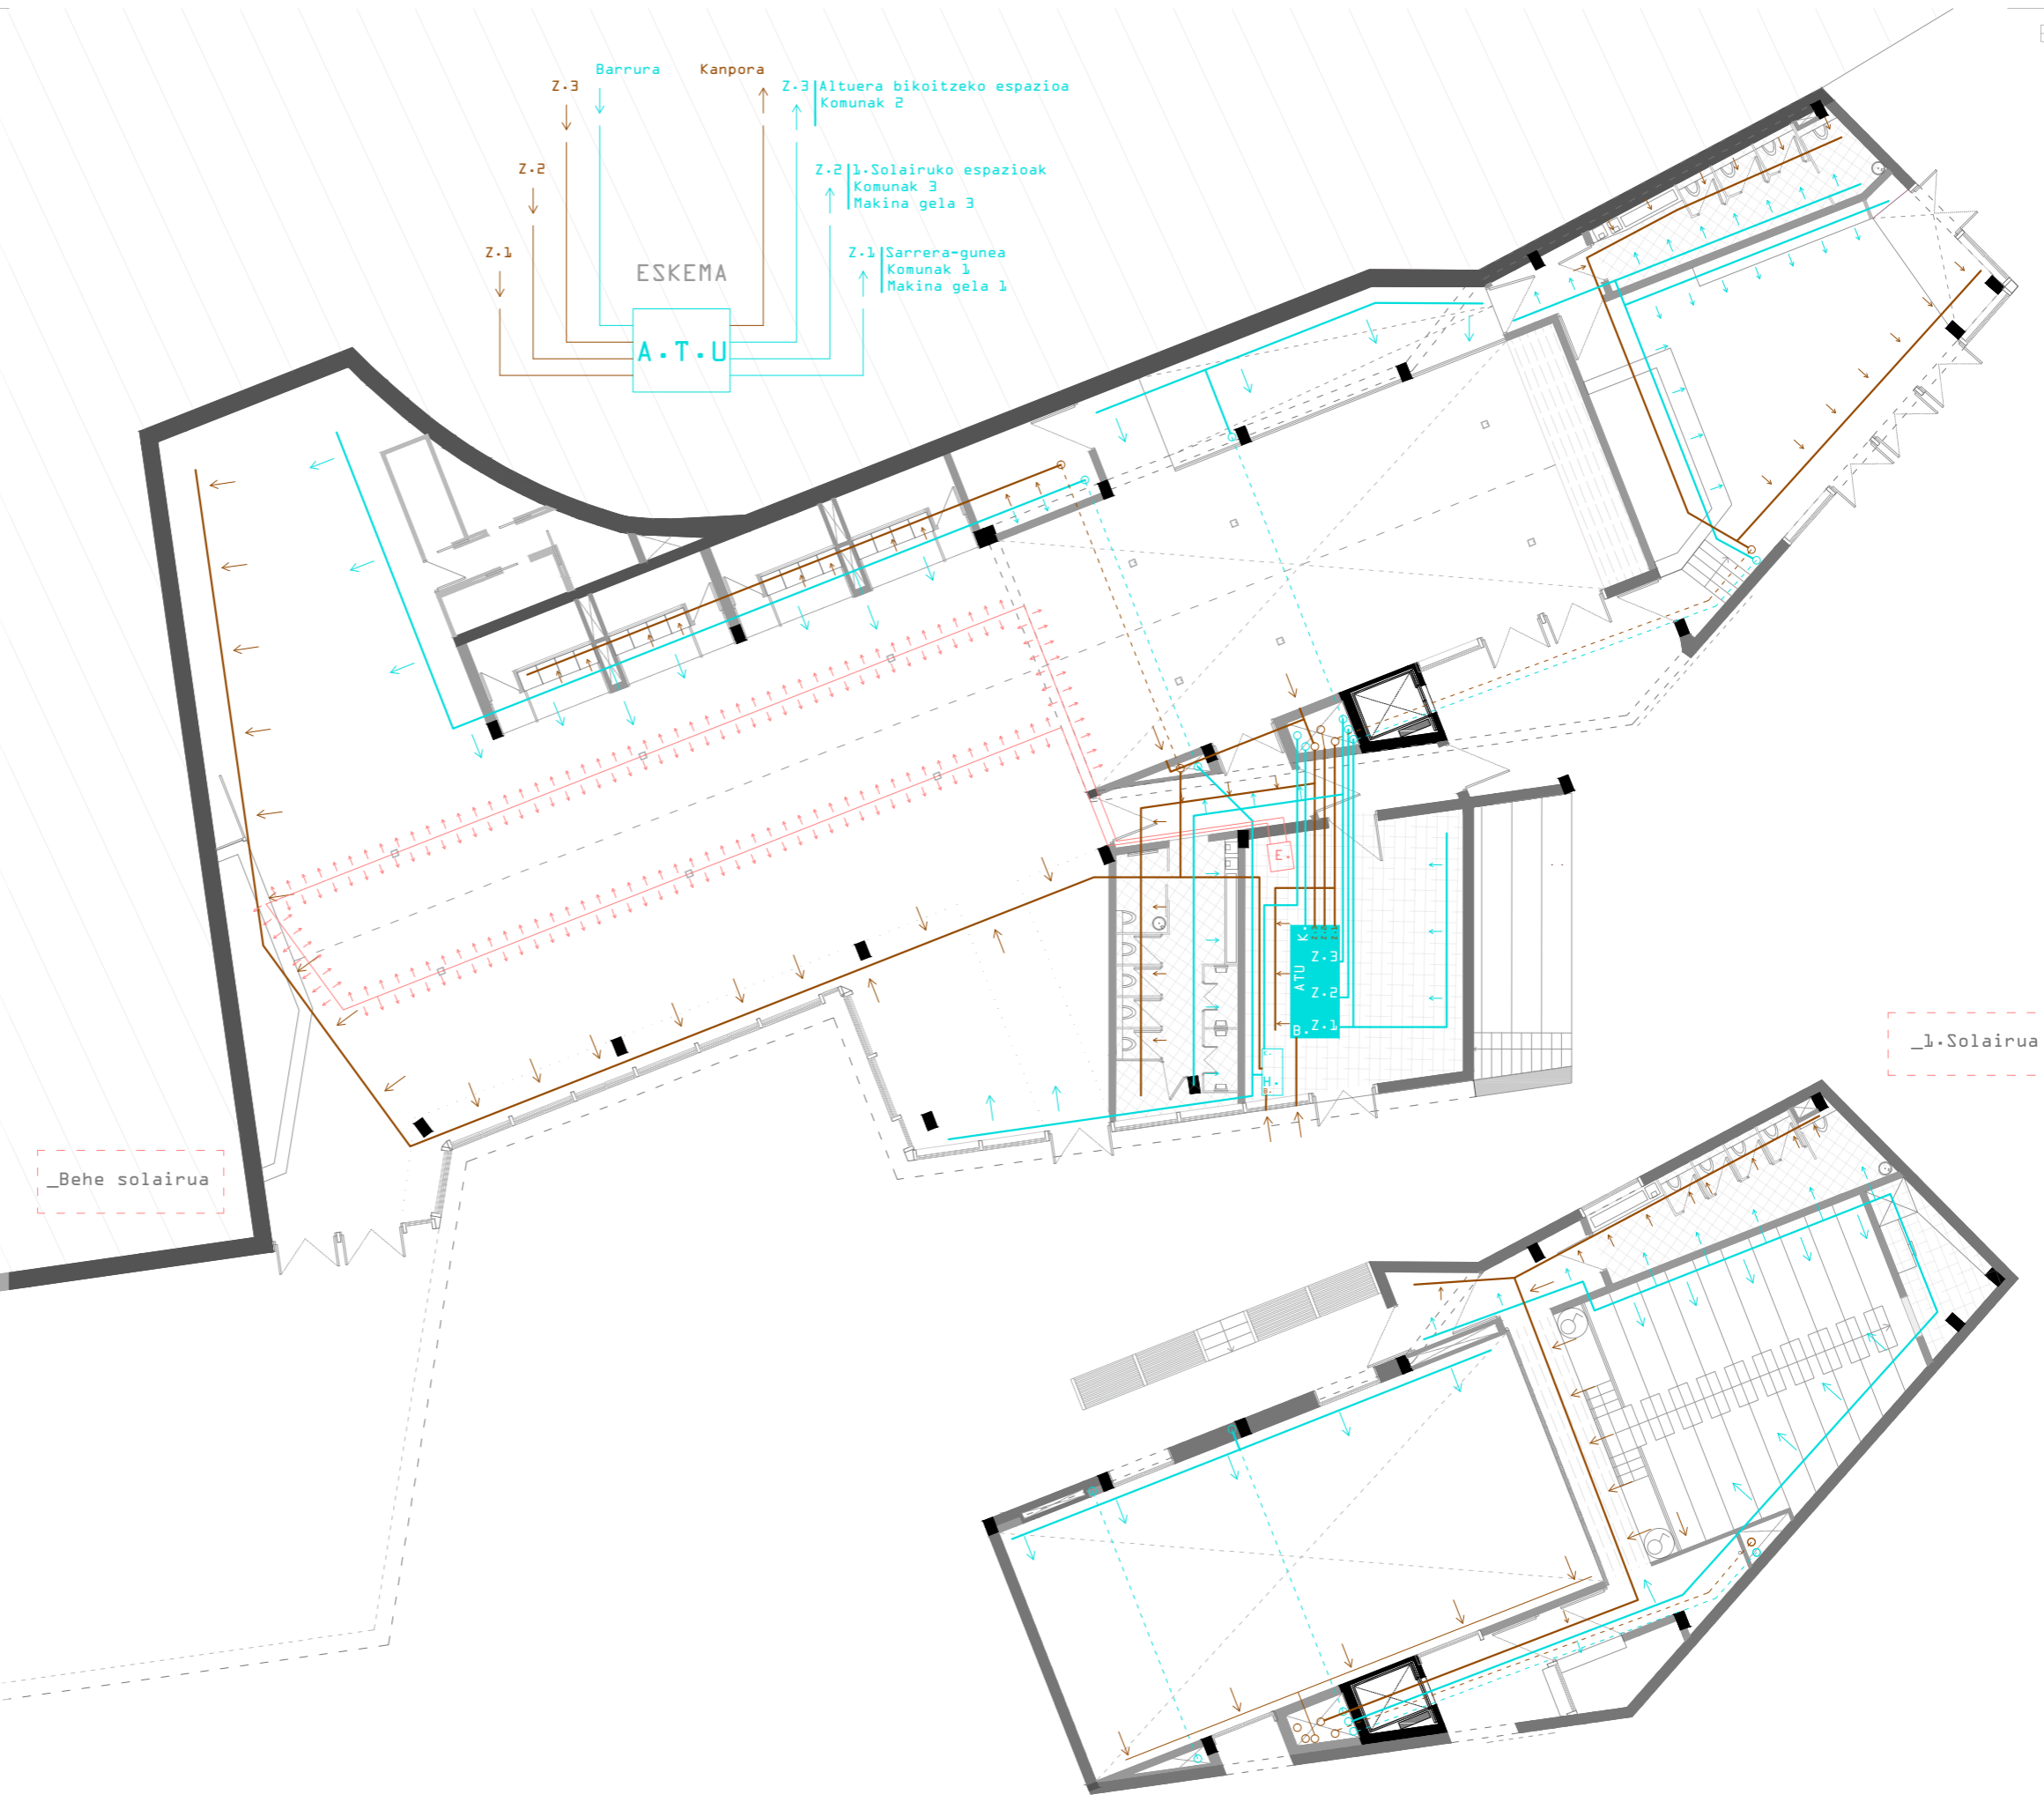 Barrura
Kanpora
Z.3
Z.3
Altuera bikoitzeko espazioa
Komunak 2
Z.2
Z.2
1.Solairuko espazioak
Komunak 3
Makina gela 3
Z.1
Z.1
Sarrera-gunea
Komunak 1
Makina gela 1
ESKEMA
A.T.U
E.
K.
ATU
Z.3
Z.2
Z.1
B.
H.
_1.Solairua
_Behe solairua